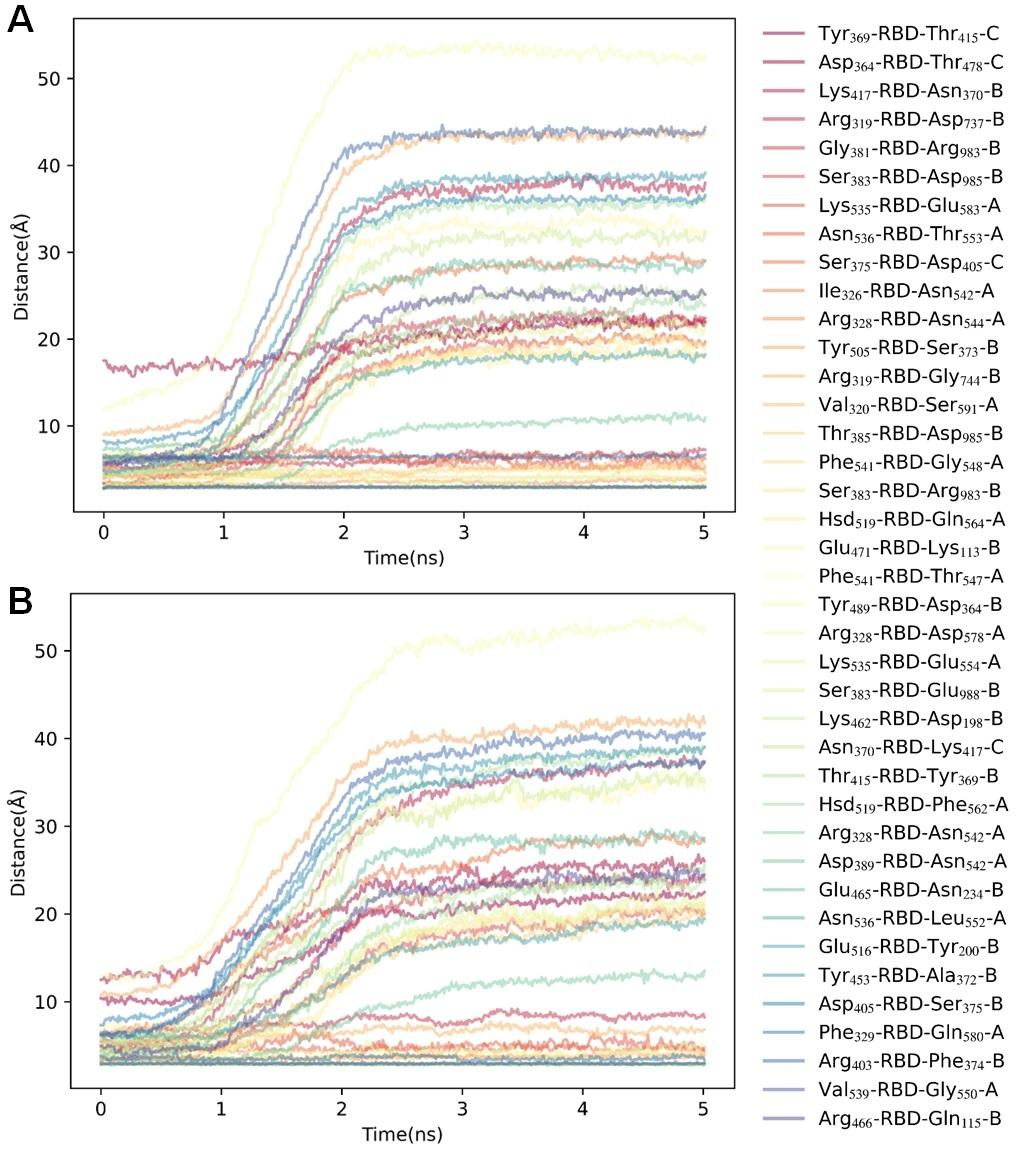 A
50
40
30
20
10
Distance(Å)
0 1 2 3 4 5
Time(ns)
B
50
40
30
20
10
Distance(Å)
0 1 2 3 4 5
Time(ns)
Tyr369-RBD-Thr415-C
Asp364-RBD-Thr478-C
Lys417-RBD-Asn370-B
Arg319-RBD-Asp737-B
Gly381-RBD-Arg983-B
Ser383-RBD-Asp985-B
Lys535-RBD-Glu583-A
Asn536-RBD-Thr553-A
Ser375-RBD-Asp405-C
Ile326-RBD-Asn542-A
Arg328-RBD-Asn544-A
Tyr505-RBD-Ser373-B
Arg319-RBD-Gly744-B
Val320-RBD-Ser591-A
Thr385-RBD-Asp985-B
Phe541-RBD-Gly548-A
Ser383-RBD-Arg983-B
Hsd519-RBD-Gln564-A
Glu471-RBD-Lys113-B
Phe541-RBD-Thr547-A
Tyr489-RBD-Asp364-B
Arg328-RBD-Asp578-A
Lys535-RBD-Glu554-A
Ser383-RBD-Glu988-B
Lys462-RBD-Asp198-B
Asn370-RBD-Lys417-C
Thr415-RBD-Tyr369-B
Hsd519-RBD-Phe562-A
Arg328-RBD-Asn542-A
Asp389-RBD-Asn542-A
Glu465-RBD-Asn234-B
Asn536-RBD-Leu552-A
Glu516-RBD-Tyr200-B
Tyr453-RBD-Ala372-B
Asp405-RBD-Ser375-B
Phe329-RBD-Gln580-A
Arg403-RBD-Phe374-B
Val539-RBD-Gly550-A
Arg466-RBD-Gln115-B